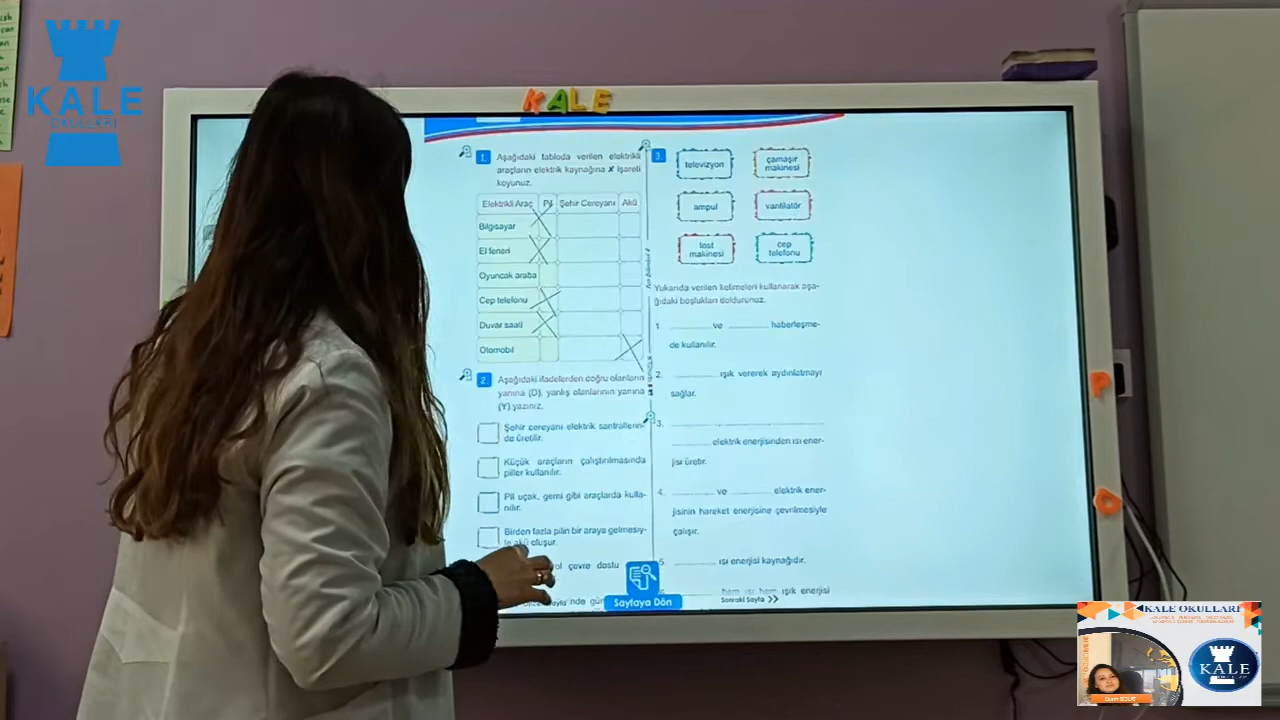 KALE
OKULLARI
KALE
1. Aşağıdaki tabloda verilen elektrikli
araçların elektrik kaynağına X işareti
koyunuz.
Elektrikli Araç Pil Şehir Cereyanı Akü
Bilgisayar
El feneri
Oyuncak araba
Cep telefonu
Duvar saati
Otomobil
2. Aşağıdaki ifadelerden doğru olanların
yanına (D), yanlış olanlarının yanına
(Y) yazınız.
Şehir cereyanı elektrik santrallerin-
de üretilir.
Küçük araçların çalıştırılmasında
piller kullanılır.
Pil uçak, gemi gibi araçlarda kulla-
nılır.
Birden fazla pilin bir araya gelmesiy-
le akü oluşur.
çevre dostu
Sayfaya Dön
3.
televizyon
çamaşır
makinesi
ampul
vantilatör
tost
makinesi
cep
telefonu
Yukarıda verilen kelimeleri kullanarak aşa-
ğıdaki boşlukları doldurunuz.
1. ve haberleşme-
de kullanılır.
2. ışık vererek aydınlatmayı
sağlar.
3.
elektrik enerjisinden ısı ener-
jisi üretir.
4. ve elektrik ener-
jisinin hareket enerjisine çevrilmesiyle
çalışır.
5. ısı enerjisi kaynağıdır.
hem ısı hem ışık enerjisi
Sonraki Sayfa
P
O
KALE OKULLARI
KALE